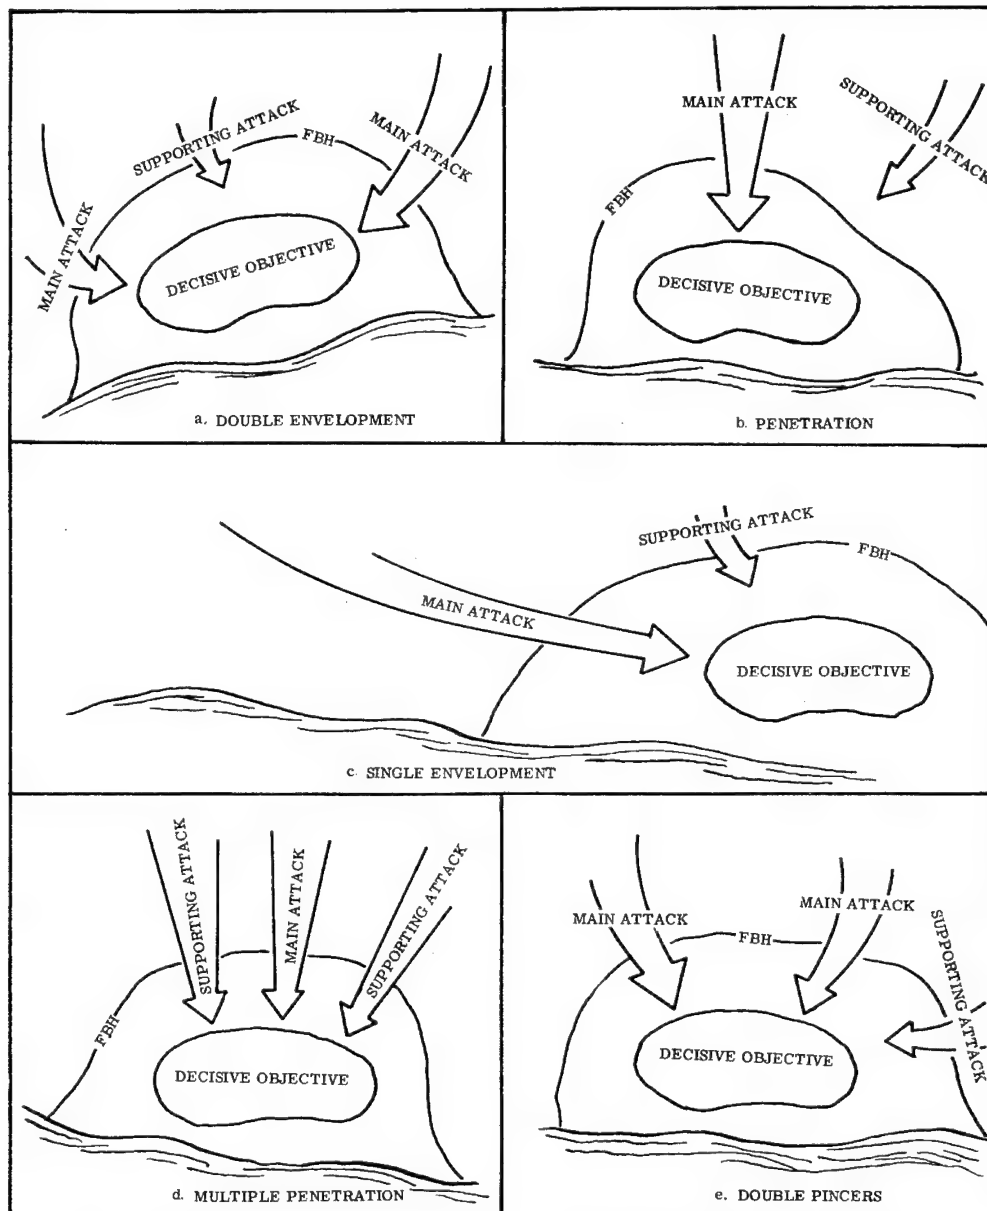 SUPPORTING ATTACK
FBH
MAIN ATTACK
MAIN ATTACK
DECISIVE OBJECTIVE
a. DOUBLE ENVELOPMENT
MAIN ATTACK
SUPPORTING ATTACK
FBH
DECISIVE OBJECTIVE
b. PENETRATION
SUPPORTING ATTACK
FBH
MAIN ATTACK
DECISIVE OBJECTIVE
c. SINGLE ENVELOPMENT
SUPPORTING ATTACK
MAIN ATTACK
SUPPORTING ATTACK
FBH
DECISIVE OBJECTIVE
d. MULTIPLE PENETRATION
MAIN ATTACK
MAIN ATTACK
FBH
SUPPORTING ATTACK
DECISIVE OBJECTIVE
e. DOUBLE PINCERS